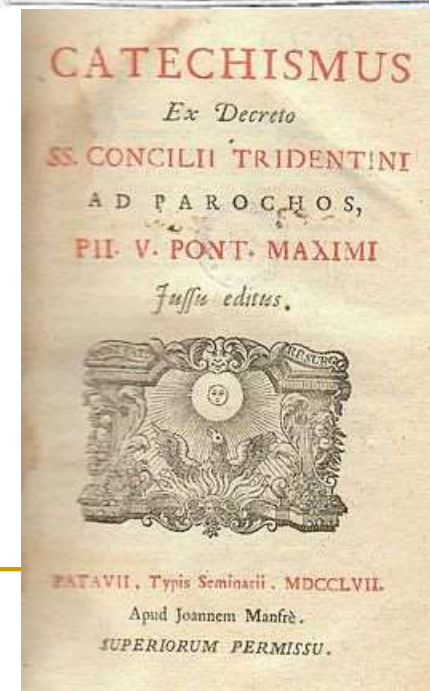 CATECHISMUS
Ex Decreto
SS. CONCILII TRIDENTINI
AD PAROCHOS,
PII. V. PONT. MAXIMI
Jussu editus.
RESURGO
PATAVII, Typis Seminarii. MDCCLVII.
Apud Joannem Manfrè.
SUPERIORUM PERMISSU.